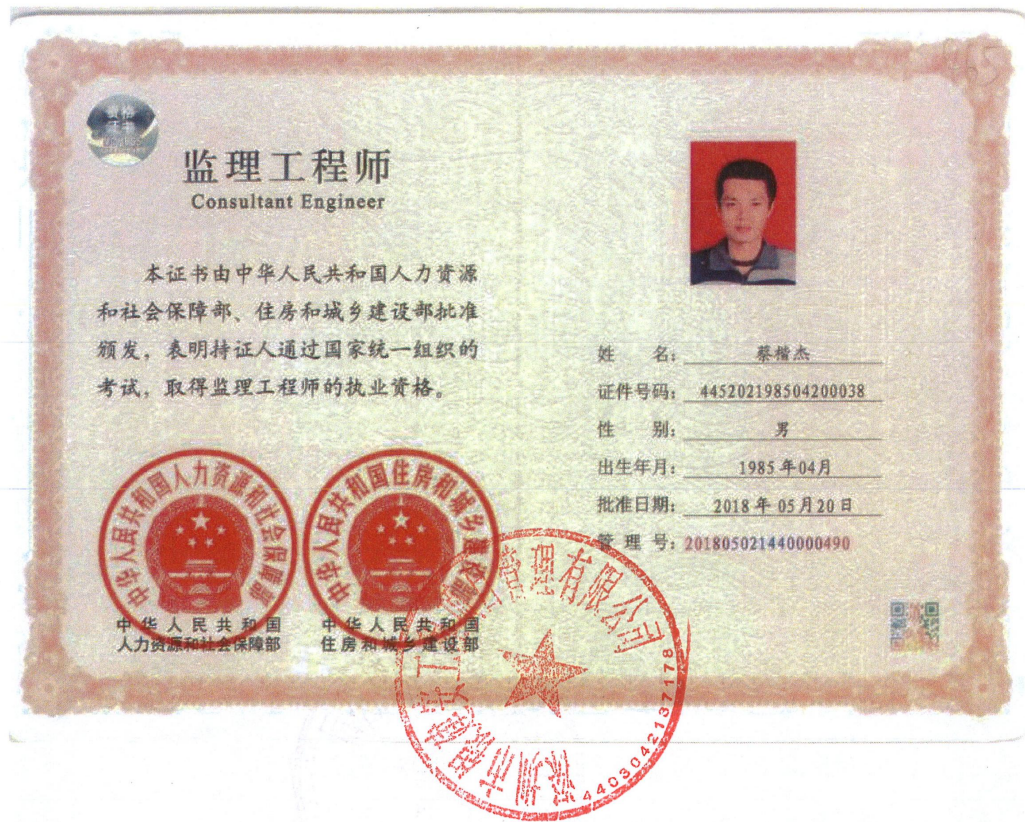 监理工程师
Consultant Engineer
本证书由中华人民共和国人力资源
和社会保障部、住房和城乡建设部批准
颁发，表明持证人通过国家统一组织的
考试，取得监理工程师的执业资格。
中华人民共和国人力资源和社会保障部
中华人民共和国住房和城乡建设部
中华人民共和国
人力资源和社会保障部
中华人民共和国
住房和城乡建设部
姓 名： 蔡楷杰
证件号码： 445202198504200038
性 别： 男
出生年月： 1985年04月
批准日期： 2018年05月20日
管理号：201805021440000490
深圳市 建 工 管理有限公司
4403042137178